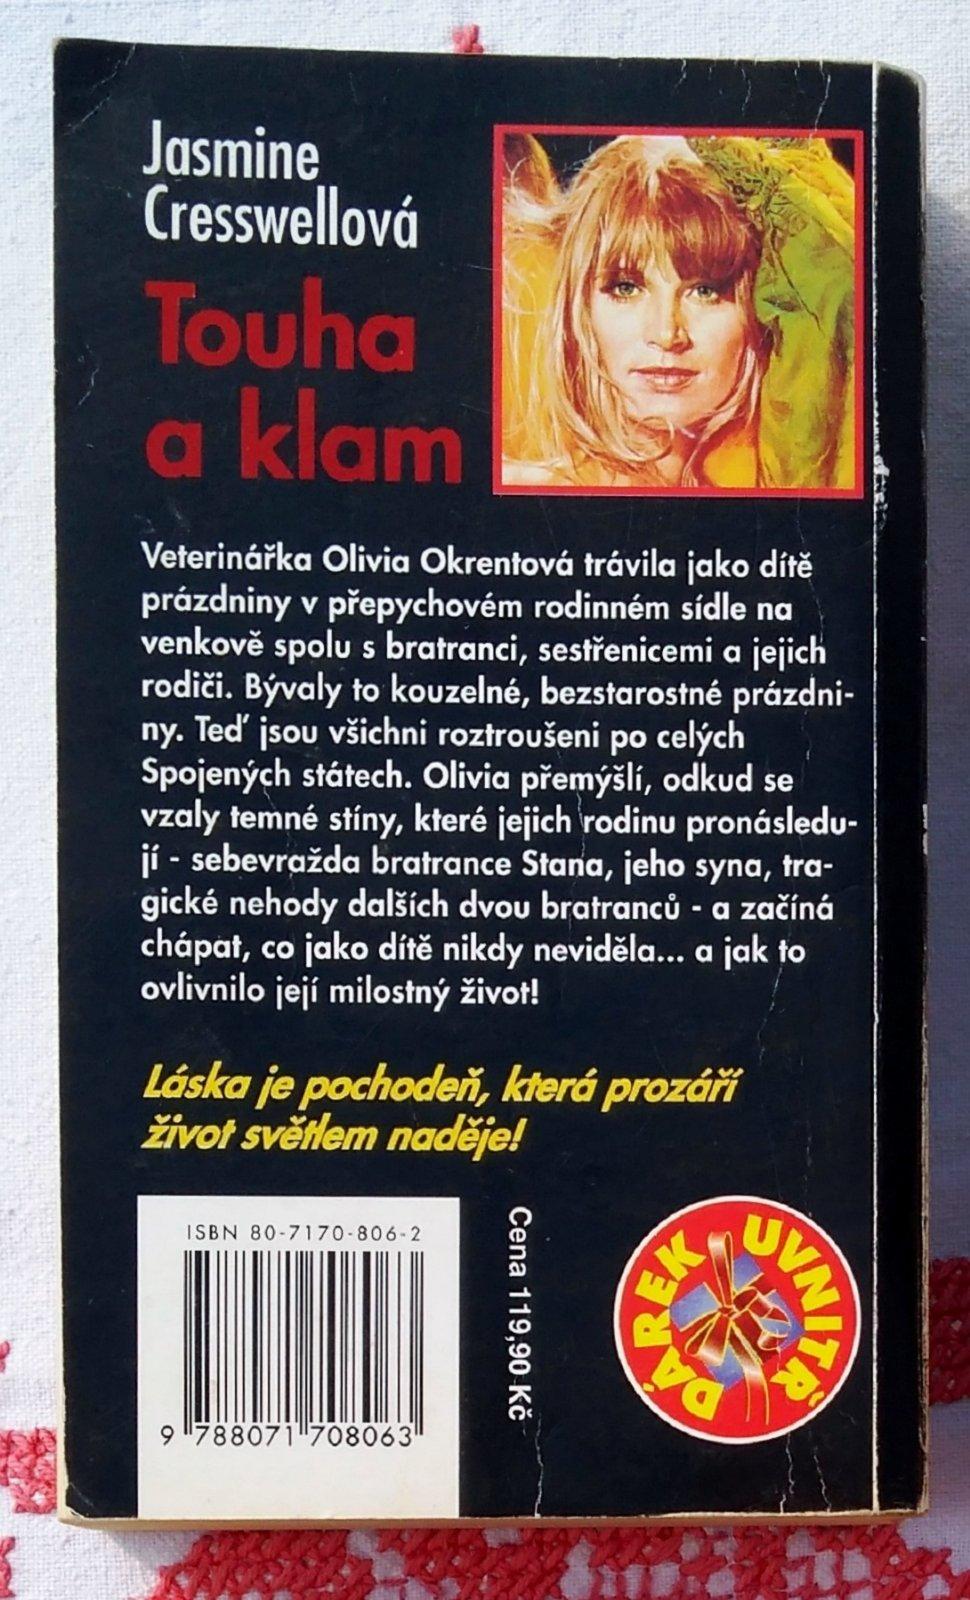 Jasmine
Cresswellová
Touha
a klam
Veterinářka Olivia Okrentová trávila jako dítě
prázdniny v přepychovém rodinném sídle na
venkově spolu s bratranci, sestřenicemi a jejich
rodiči. Bývaly to kouzelné, bezstarostné prázdni-
ny. Teď jsou všichni roztroušeni po celých
Spojených státech. Olivia přemýšlí, odkud se
vzaly temné stíny, které jejich rodinu pronásledu-
jí - sebevražda bratrance Stana, jeho syna, tra-
gické nehody dalších dvou bratranců - a začíná
chápat, co jako dítě nikdy neviděla... a jak to
ovlivnilo její milostný život!
Láska je pochodeň, která prozáří
život světlem naděje!
ISBN 80-7170-806-2
9 788071 708063
Cena 119,90 Kč
DÁREK UVNITŘ